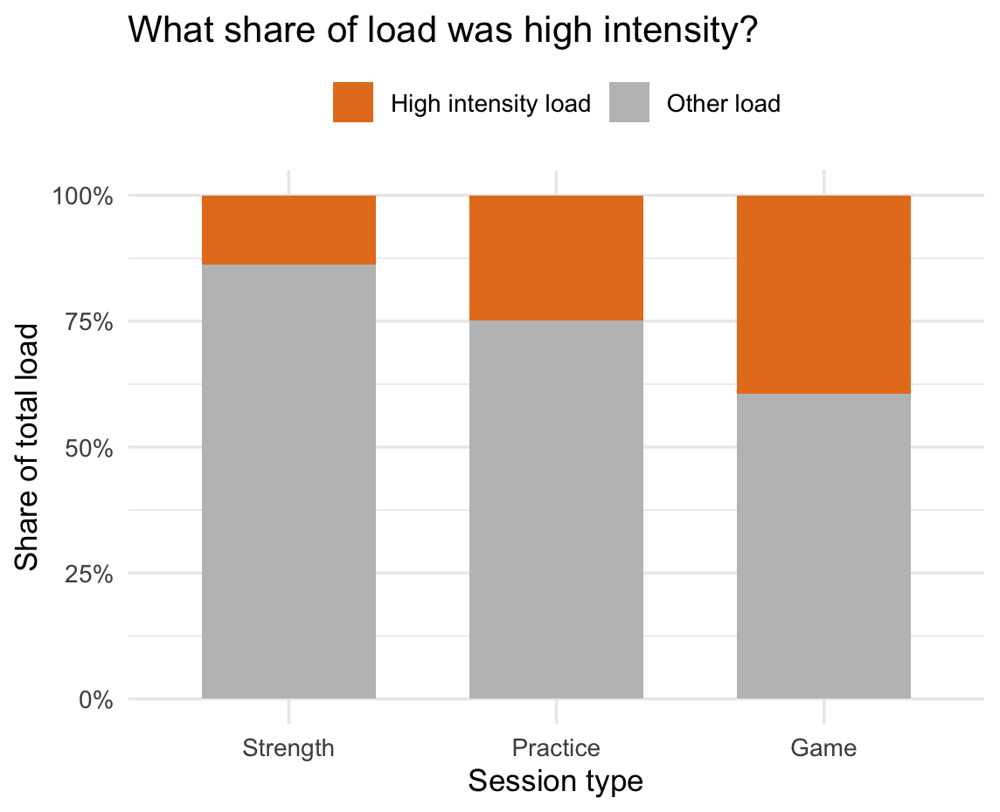 What share of load was high intensity?
High intensity load
Other load
100%
75%
50%
25%
0%
Share of total load
Strength
Practice
Game
Session type